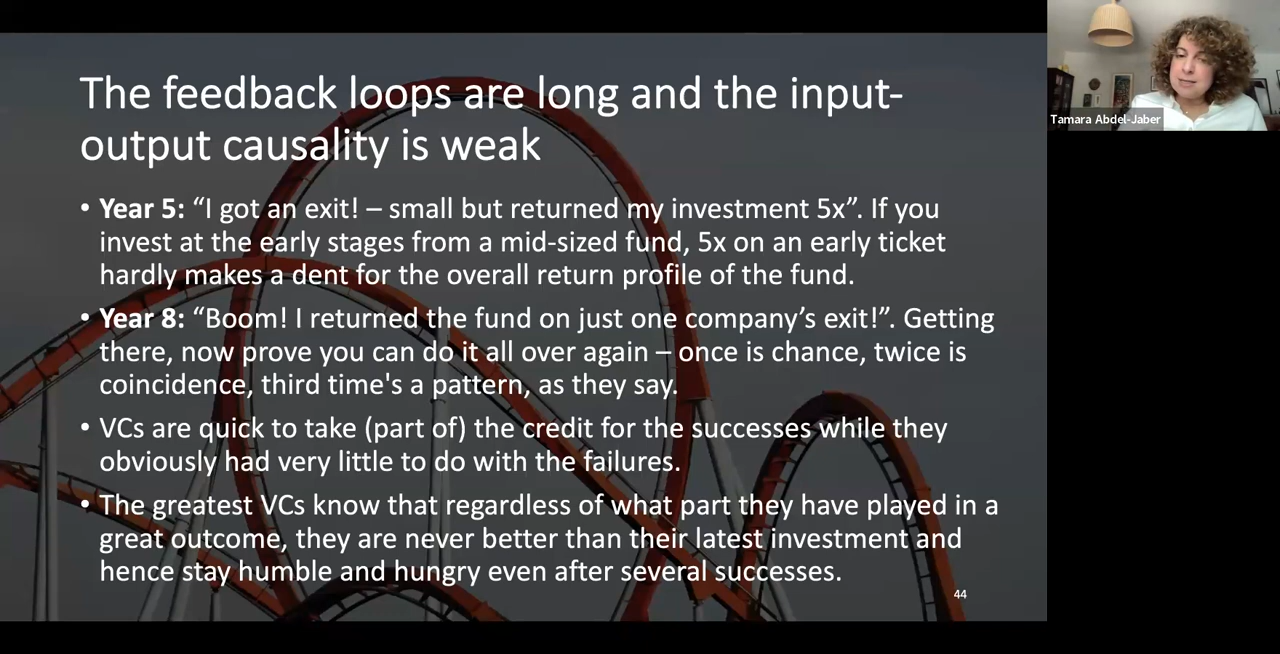 The feedback loops are long and the input-
output causality is weak
• Year 5: “I got an exit! – small but returned my investment 5x”. If you
invest at the early stages from a mid-sized fund, 5x on an early ticket
hardly makes a dent for the overall return profile of the fund.
• Year 8: “Boom! I returned the fund on just one company’s exit!”. Getting
there, now prove you can do it all over again – once is chance, twice is
coincidence, third time's a pattern, as they say.
• VCs are quick to take (part of) the credit for the successes while they
obviously had very little to do with the failures.
• The greatest VCs know that regardless of what part they have played in a
great outcome, they are never better than their latest investment and
hence stay humble and hungry even after several successes.
44
Tamara Abdel-Jaber